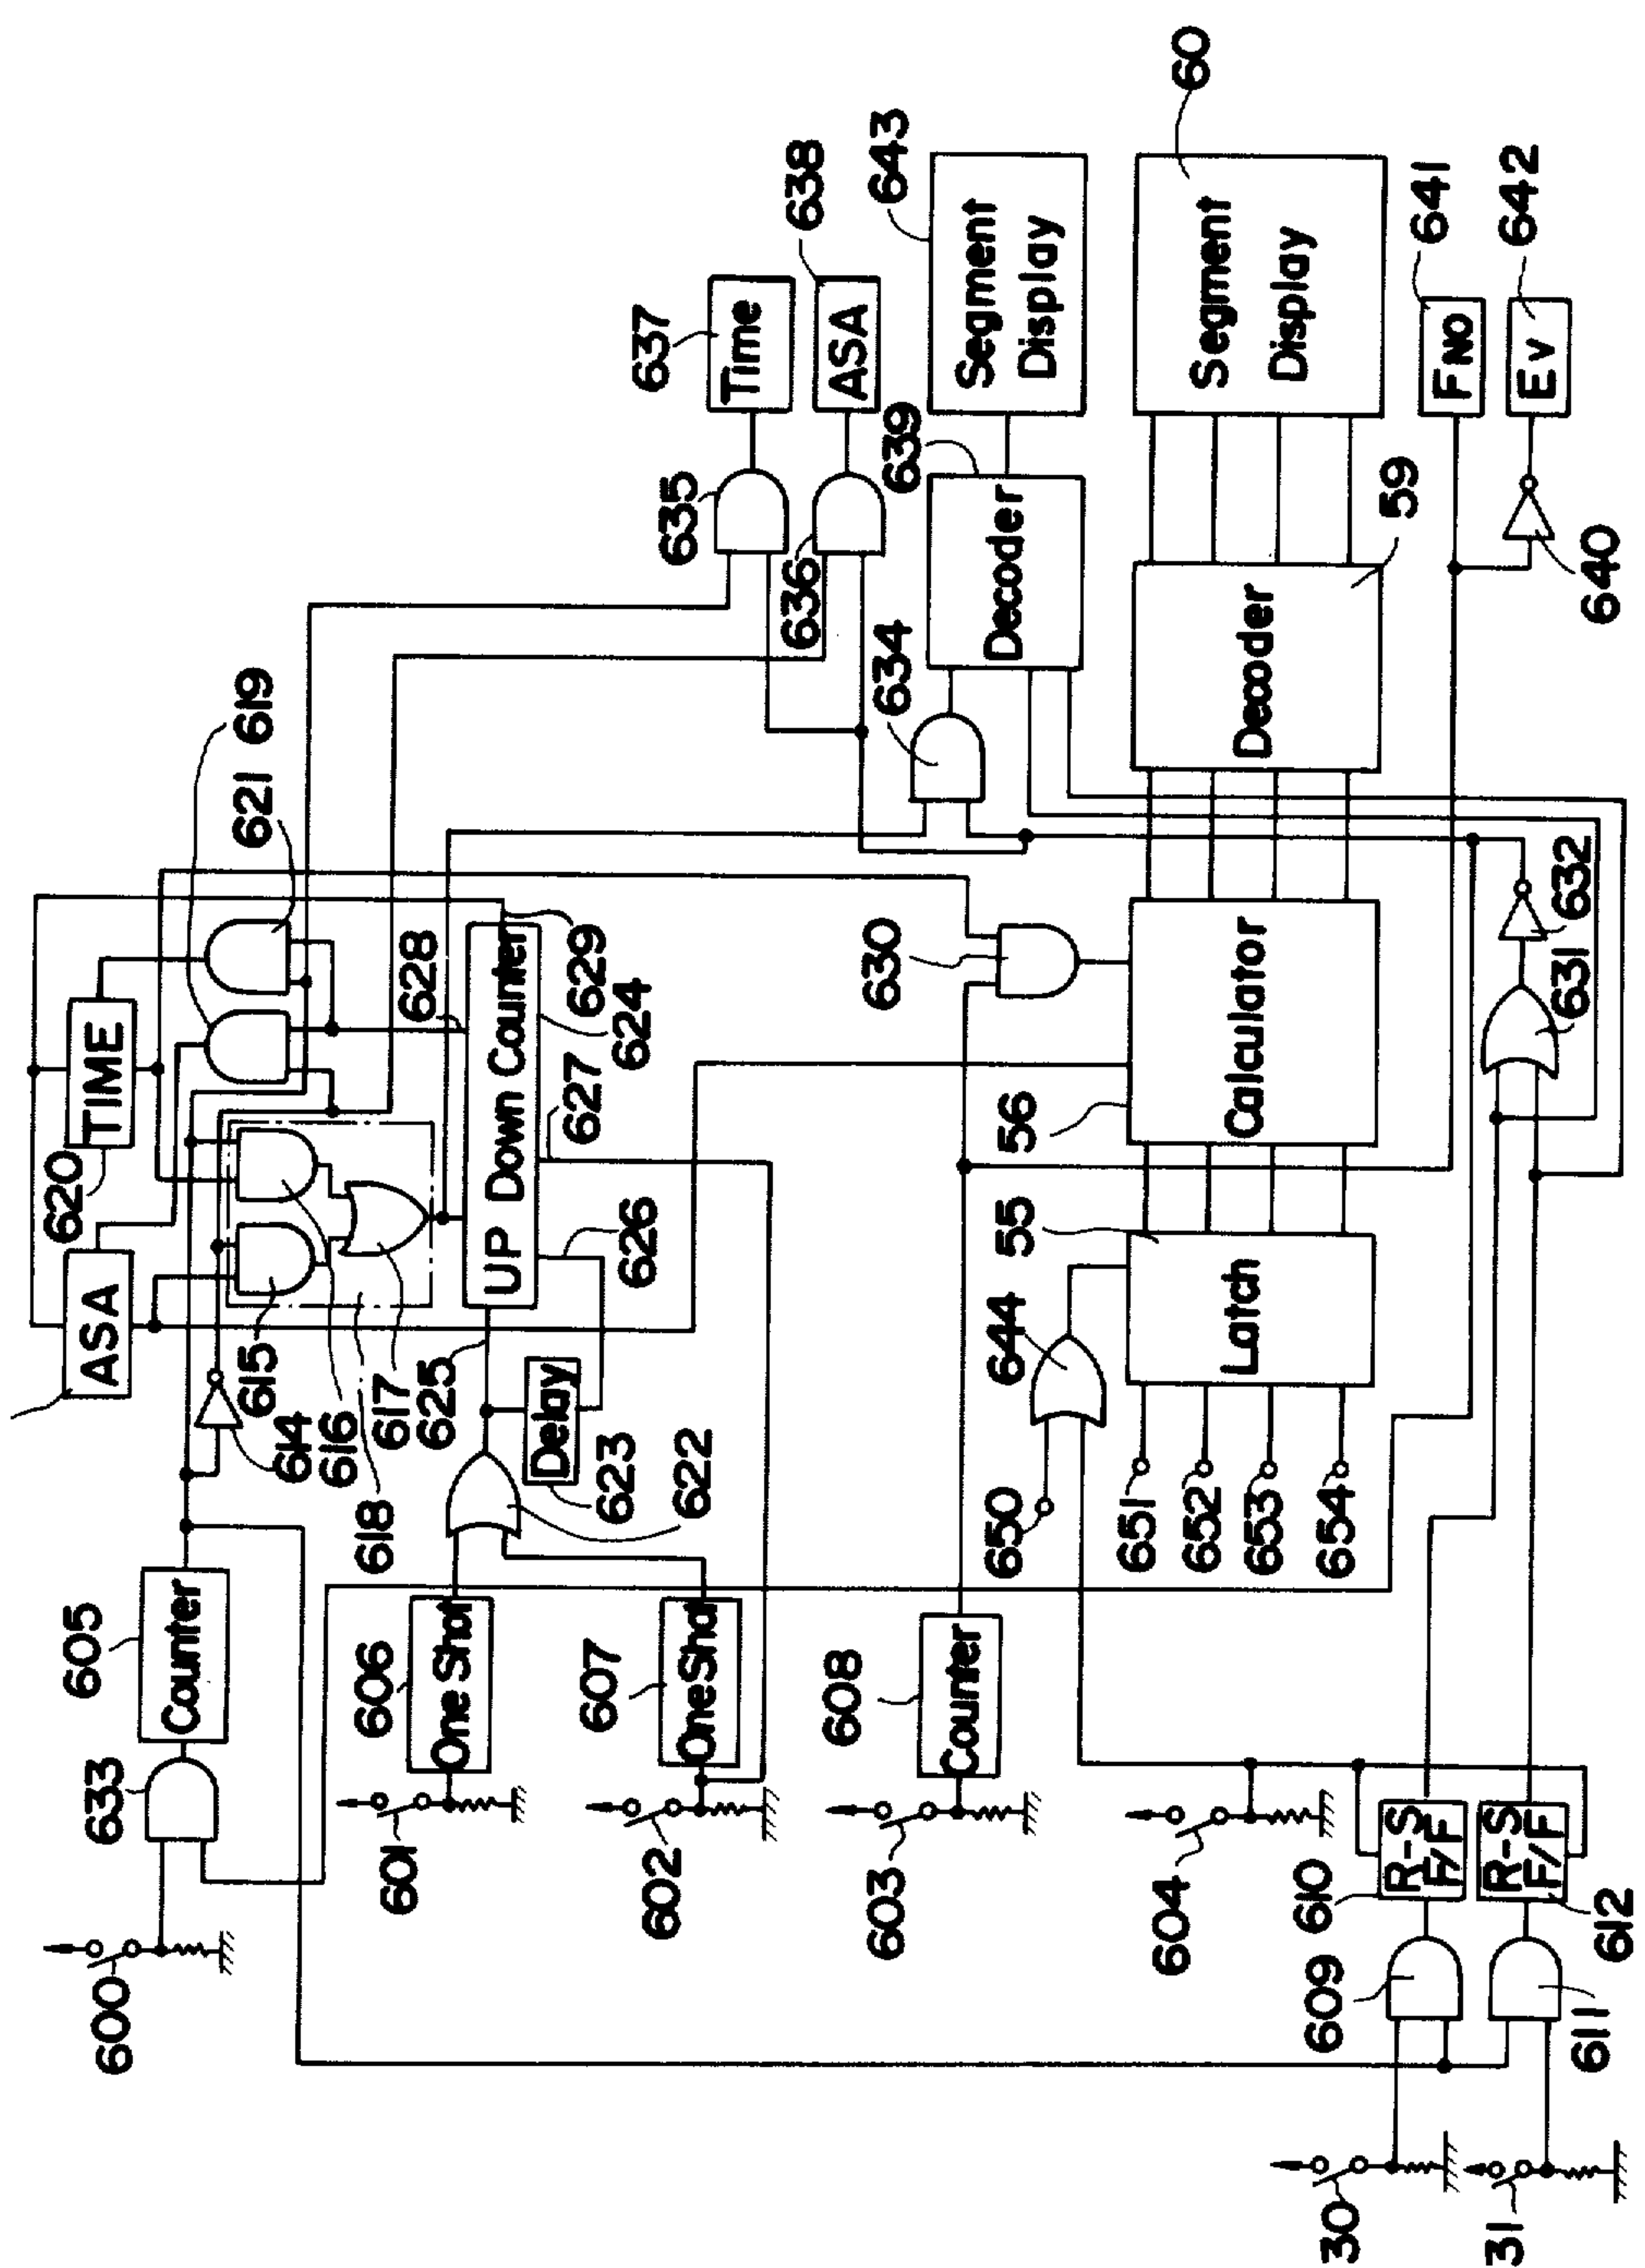 60
643
638
637
Time
ASA
Segment
Display
Segment
Display
641
642
FNO
Ev
635
636
639
Decoder
59
640
634
Decoder
619
621
628
629
624
627
630
632
631
TIME
620
ASA
UP Down Counter
626
56
Calculator
55
Latch
644
615
614
616
617
618
625
Delay
623
622
650
651
652
653
654
605
Counter
633
606
One Shot
607
One Shot
608
Counter
600
601
602
603
604
610
R-S
F/F
R-S
F/F
612
609
611
30
31